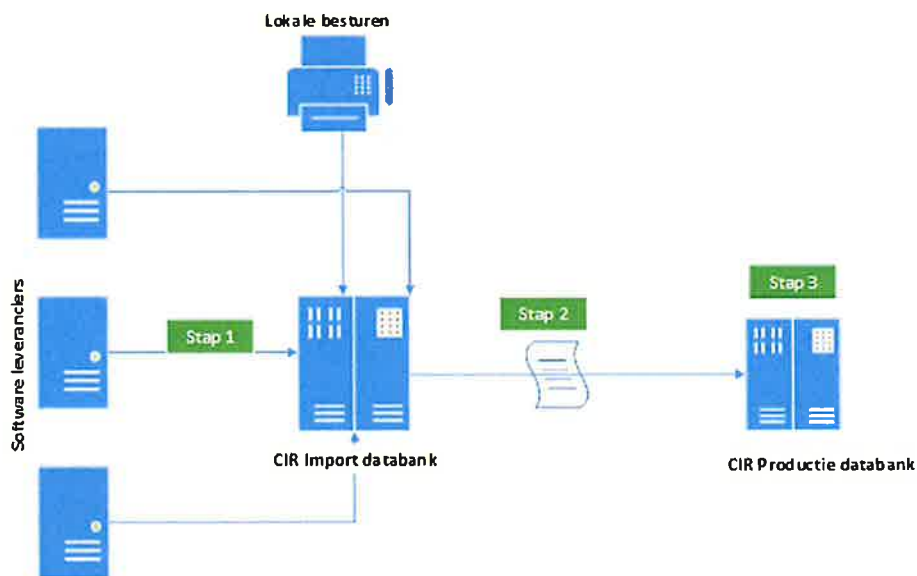 Lokale besturen
Software leveranciers
Stap 1
Stap 2
Stap 3
CIR Import databank
CIR Productie databank